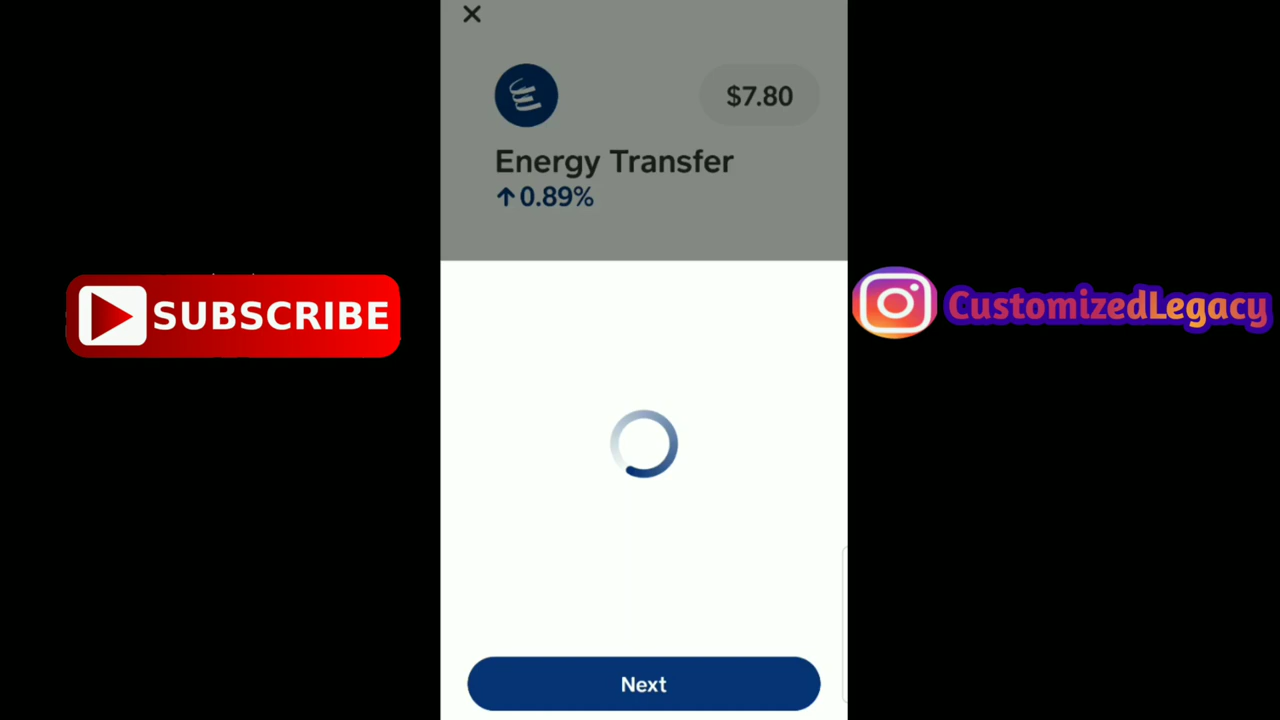 $7.80
Energy Transfer
↑0.89%
SUBSCRIBE
CustomizedLegacy
Next